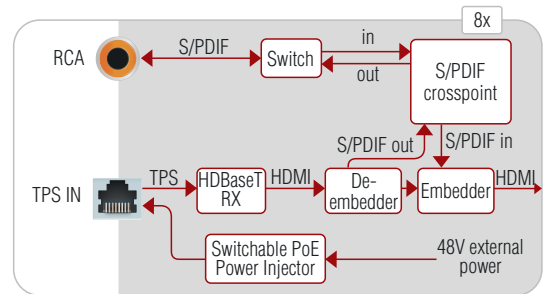 8x
RCA
S/PDIF
Switch
in
out
S/PDIF
crosspoint
S/PDIF out
S/PDIF in
TPS IN
TPS
HDBaseT
RX
HDMI
De-
embedder
Embedder
HDMI
Switchable PoE
Power Injector
48V external
power